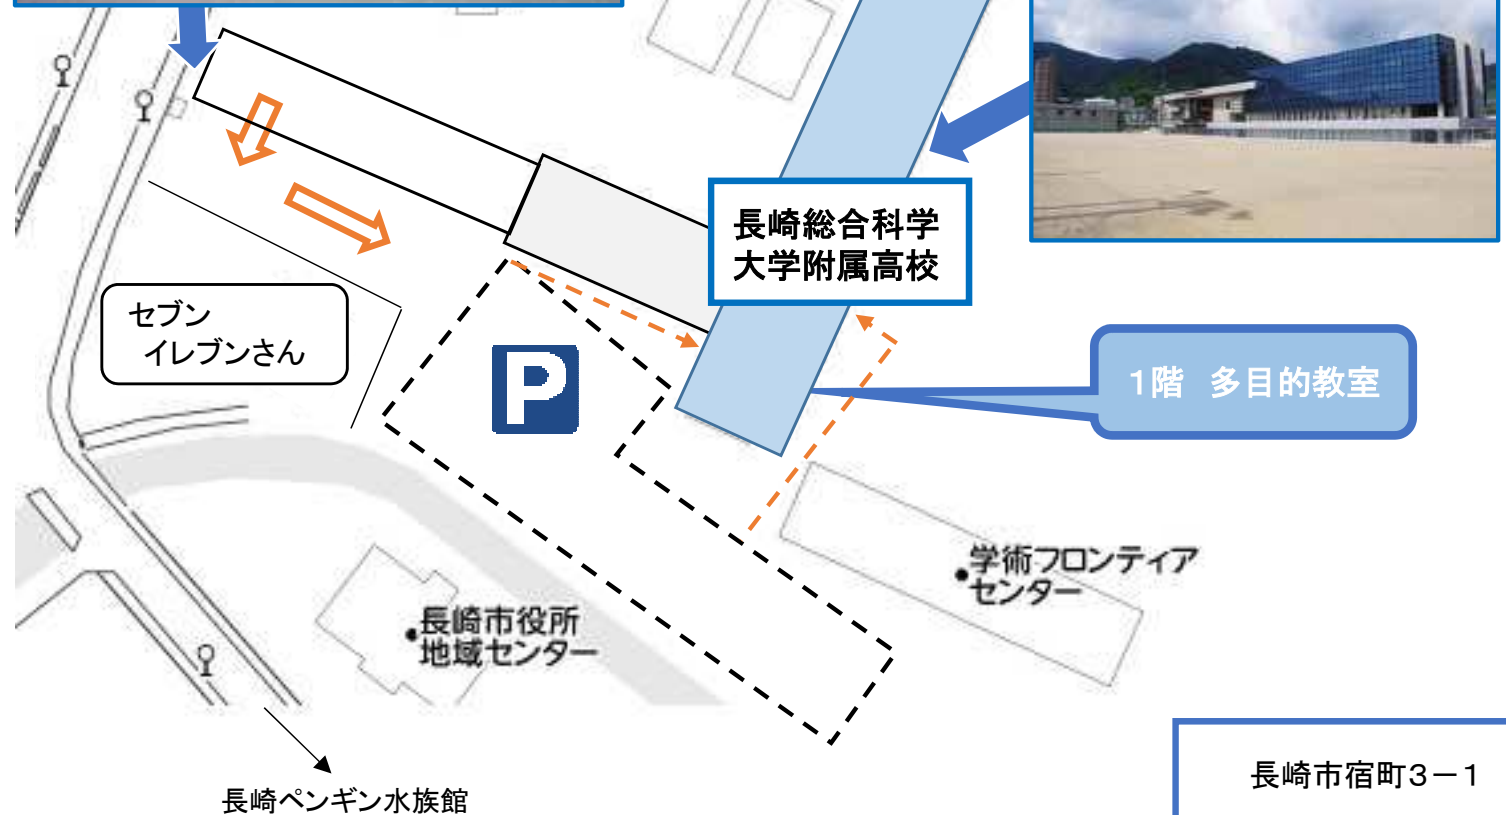 長崎総合科学
大学附属高校
セブン
イレブンさん
P
1階　多目的教室
学術フロンティア
センター
長崎市役所
地域センター
長崎ペンギン水族館
長崎市宿町3－1